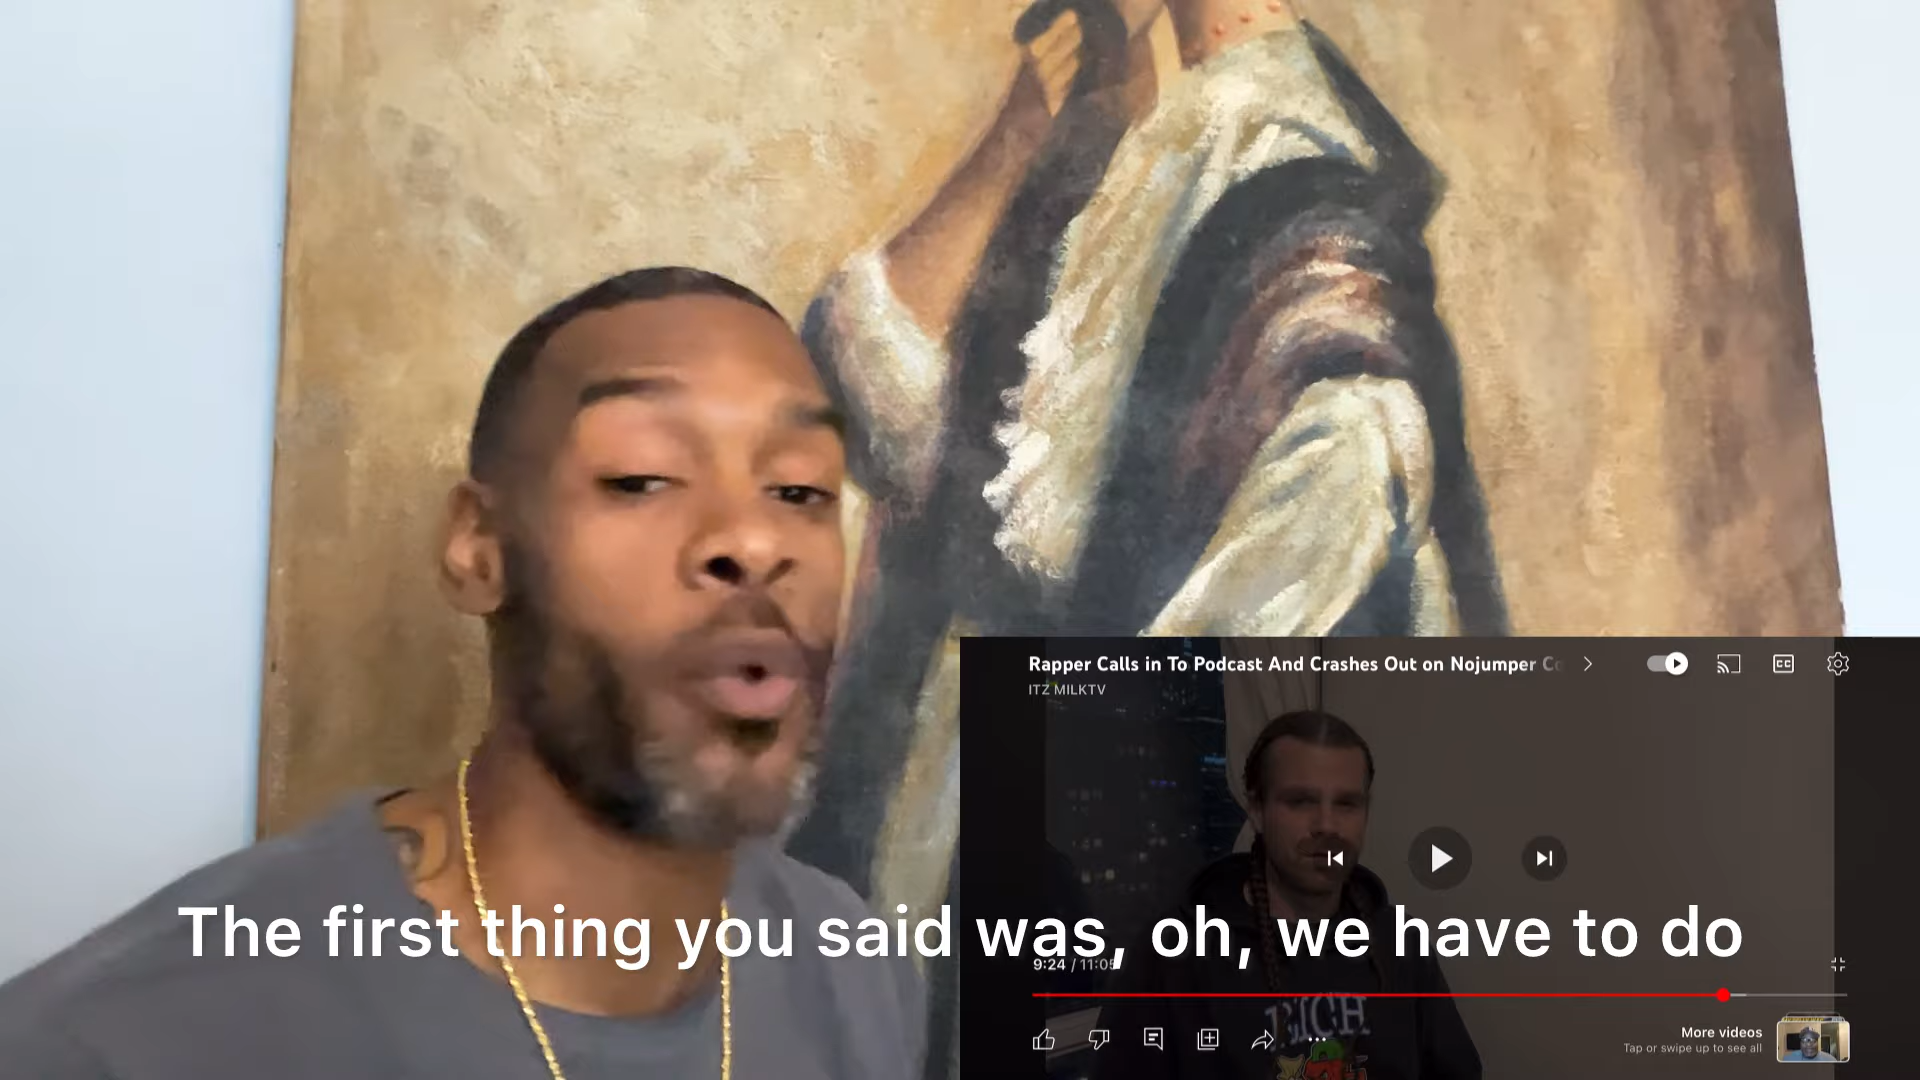 Rapper Calls in To Podcast And Crashes Out on Nojumper
ITZ MILKTV
CC
The first thing you said was, oh, we have to do
9:24 / 11:05
More videos
Tap or swipe up to see all